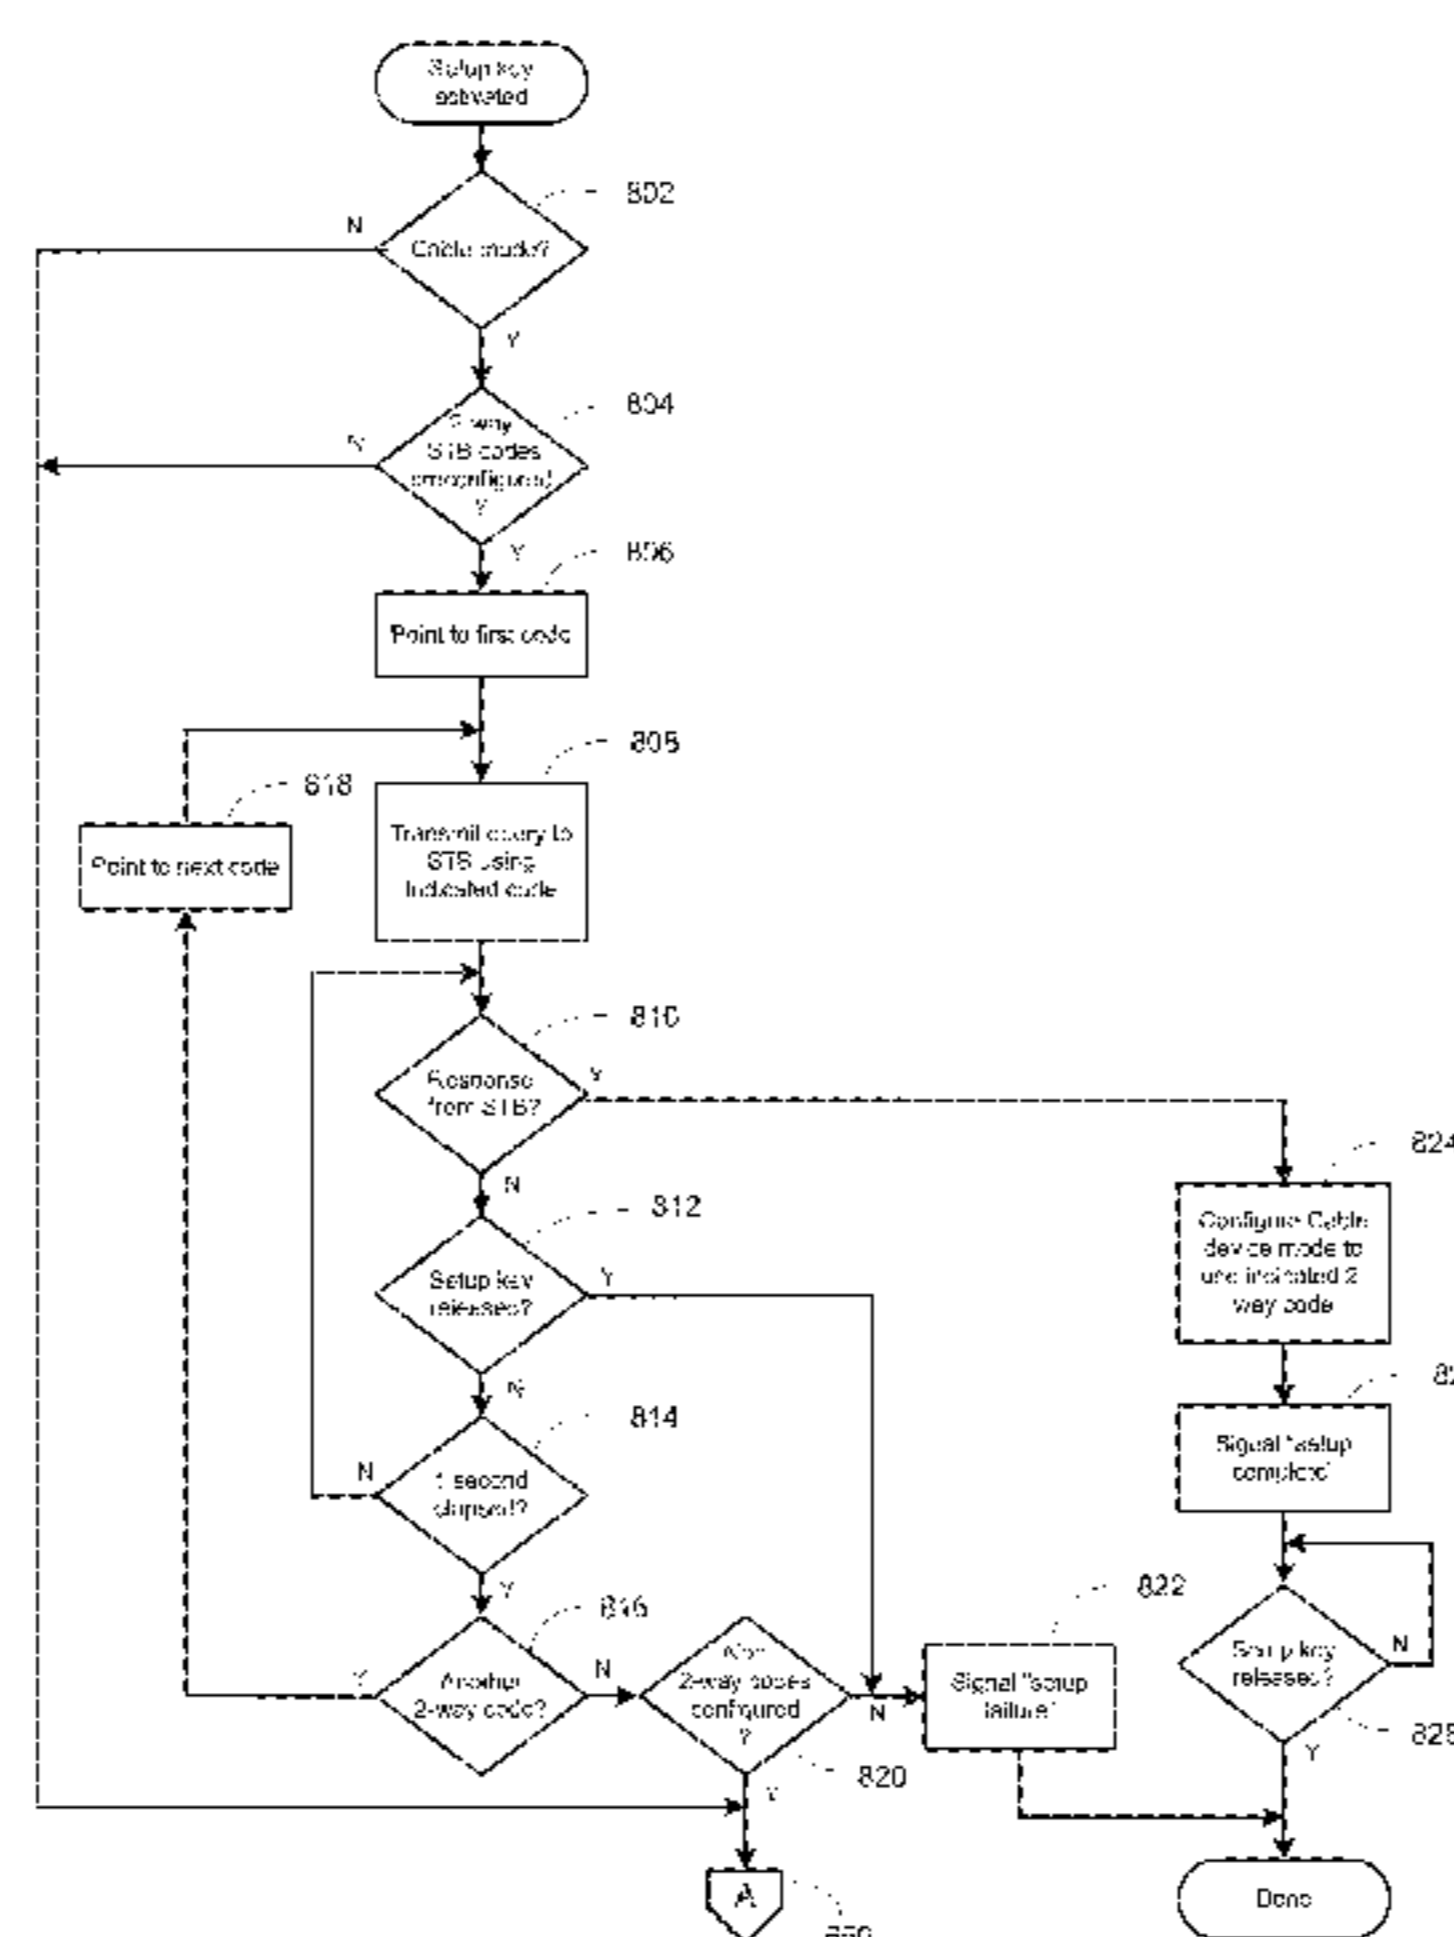 Setup key
activated
802
N
Cable mode?
Y
804
N
2-way
STB codes
preconfigured
Y
806
Point to first code
808
818
Point to next code
Transmit query to
STB using
indicated code
810
Response
from STB?
Y
824
N
812
Configure Cable
device mode to
use indicated 2-
way code
Setup key
released?
Y
N
814
N
1 second
elapsed?
Signal "setup
complete"
Y
816
822
Y
Another
2-way code?
N
2-way codes
configured
?
N
Signal "setup
failure"
Setup key
released?
N
820
Y
Y
A
Done